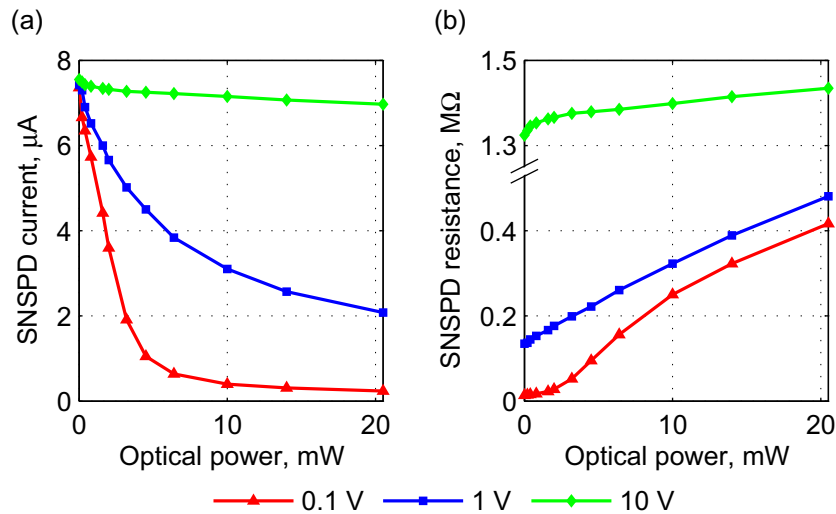 (a)
8
6
4
2
0
0 10 20
SNSPD current, μA
Optical power, mW
(b)
1.5
1.3
0.4
0.2
0
0 10 20
SNSPD resistance, MΩ
Optical power, mW
0.1 V 1 V 10 V